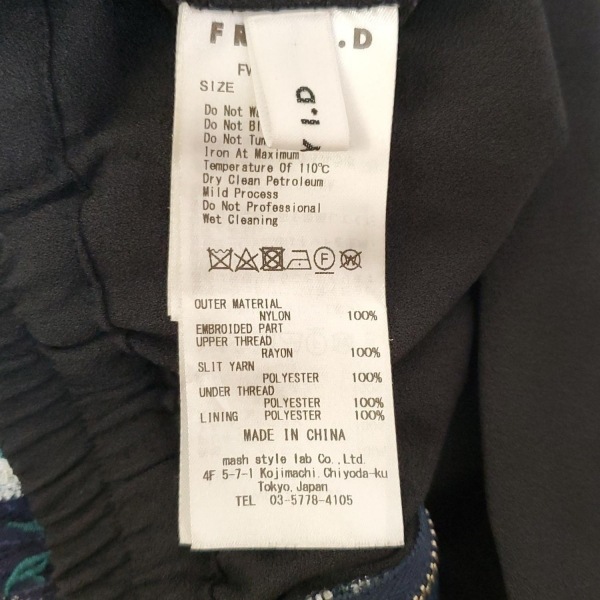 FR .D
SIZE
y.d
Do Not
Do Not
Do Not
Iron At Maximum
Temperature Of 110℃
Dry Clean Petroleum
Mild Process
Do Not Professional
Wet Cleaning
F W
OUTER MATERIAL
NYLON 100%
EMBROIDED PART
UPPER THREAD
RAYON 100%
SLIT YARN
POLYESTER 100%
UNDER THREAD
POLYESTER 100%
LINING POLYESTER 100%
MADE IN CHINA
mash style lab Co.,Ltd.
4F 5-7-1 Kojimachi,Chiyoda-ku
Tokyo,Japan
TEL 03-5778-4105